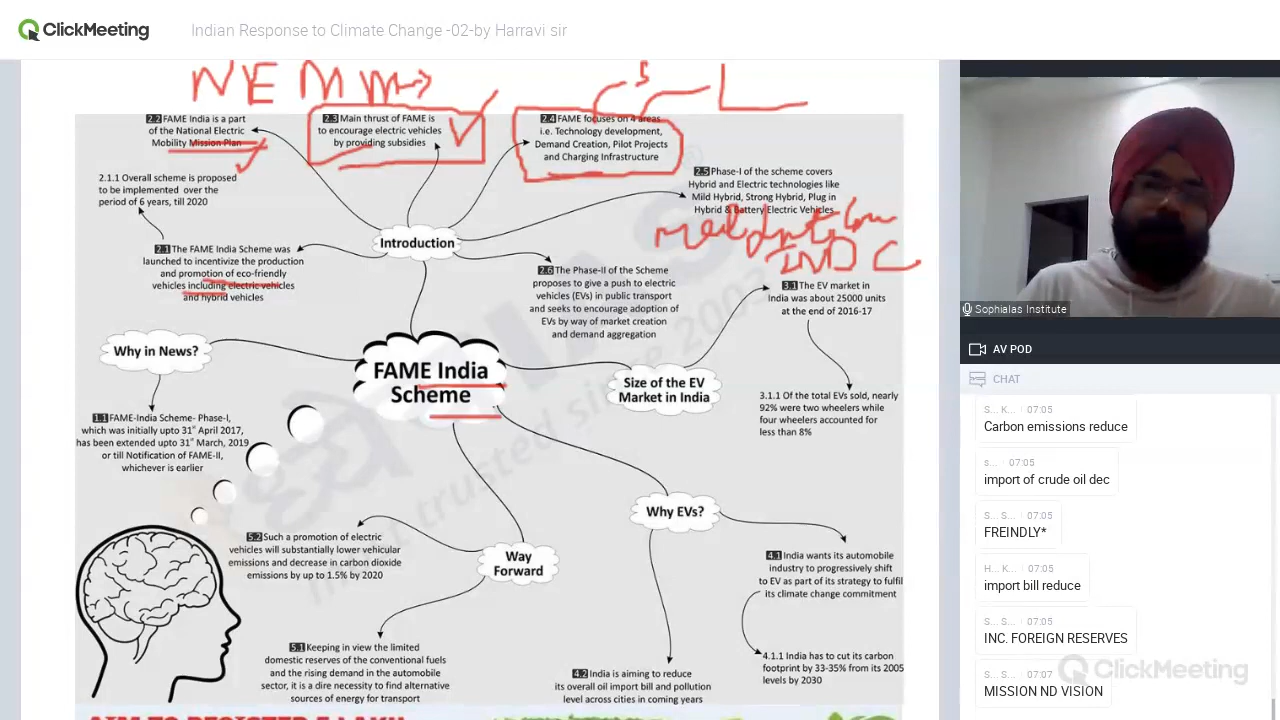 ClickMeeting
Indian Response to Climate Change -02-by Harravi sir
NEMM
2.2 FAME India is a part
of the National Electric
Mobility Mission Plan
2.3 Main thrust of FAME is
to encourage electric vehicles
by providing subsidies
2.4 FAME focuses on 4 areas
i.e. Technology development,
Demand Creation, Pilot Projects
and Charging Infrastructure
2.5 Phase-I of the scheme covers
Hybrid and Electric technologies like
Mild Hybrid, Strong Hybrid, Plug in
Hybrid & Battery Electric Vehicles
2.1.1 Overall scheme is proposed
to be implemented over the
period of 6 years, till 2020
Introduction
INDC
2.1 The FAME India Scheme was
launched to incentivize the production
and promotion of eco-friendly
vehicles including electric vehicles
and hybrid vehicles
2.6 The Phase-II of the Scheme
proposes to give a push to electric
vehicles (EVs) in public transport
and seeks to encourage adoption of
EVs by way of market creation
and demand aggregation
3.1 The EV market in
India was about 25000 units
at the end of 2016-17
Why in News?
FAME India
Scheme
Size of the EV
Market in India
3.1.1 Of the total EVs sold, nearly
92% were two wheelers while
four wheelers accounted for
less than 8%
1.1 FAME-India Scheme- Phase-I,
which was initially upto 31st April 2017,
has been extended upto 31st March, 2019
or till Notification of FAME-II,
whichever is earlier
Why EVs?
5.2 Such a promotion of electric
vehicles will substantially lower vehicular
emissions and decrease in carbon dioxide
emissions by up to 1.5% by 2020
Way
Forward
4.1 India wants its automobile
industry to progressively shift
to EV as part of its strategy to fulfil
its climate change commitment
5.1 Keeping in view the limited
domestic reserves of the conventional fuels
and the rising demand in the automobile
sector, it is a dire necessity to find alternative
sources of energy for transport
4.2 India is aiming to reduce
its overall oil import bill and pollution
level across cities in coming years
4.1.1 India has to cut its carbon
footprint by 33-35% from its 2005
levels by 2030
Sophialas Institute
AV POD
CHAT
S... K... 07:05
Carbon emissions reduce
s... 07:05
import of crude oil dec
S... S... 07:05
FREINDLY*
H... K... 07:05
import bill reduce
S... S... 07:05
INC. FOREIGN RESERVES
S... S... 07:07
MISSION ND VISION
ClickMeeting